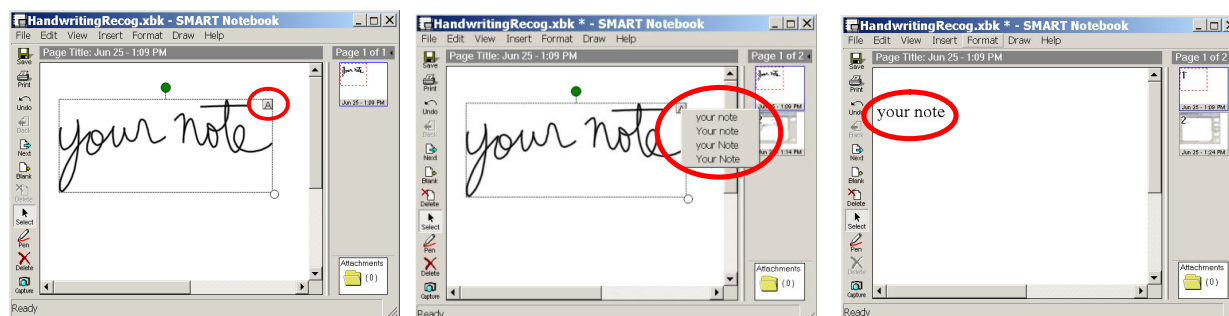 HandwritingRecog.xbk - SMART Notebook
File Edit View Insert Format Draw Help
Page Title: Jun 25 - 1:09 PM
Page 1 of 1
Save
Print
Undo
Back
Next
Blank
Delete
Select
Pen
Delete
Capture
your note
A
your note
Jun 25 - 1:09 PM
Attachments
(0)
Ready
HandwritingRecog.xbk * - SMART Notebook
File Edit View Insert Format Draw Help
Page Title: Jun 25 - 1:09 PM
Page 1 of 2
Save
Print
Undo
Back
Next
Blank
Delete
Select
Pen
Delete
Capture
your note
A
your note
Your note
your Note
Your Note
your note
Jun 25 - 1:09 PM
2
1:14 PM
Attachments
(0)
Ready
HandwritingRecog.xbk * - SMART Notebook
File Edit View Insert Format Draw Help
Page Title: Jun 25 - 1:09 PM
Page 1 of 2
Save
Print
Undo
Back
Next
Blank
Delete
Select
Pen
Delete
Capture
your note
Jun 25 - 1:09 PM
2
Jun 25 - 1:24 PM
Attachments
(0)
Ready